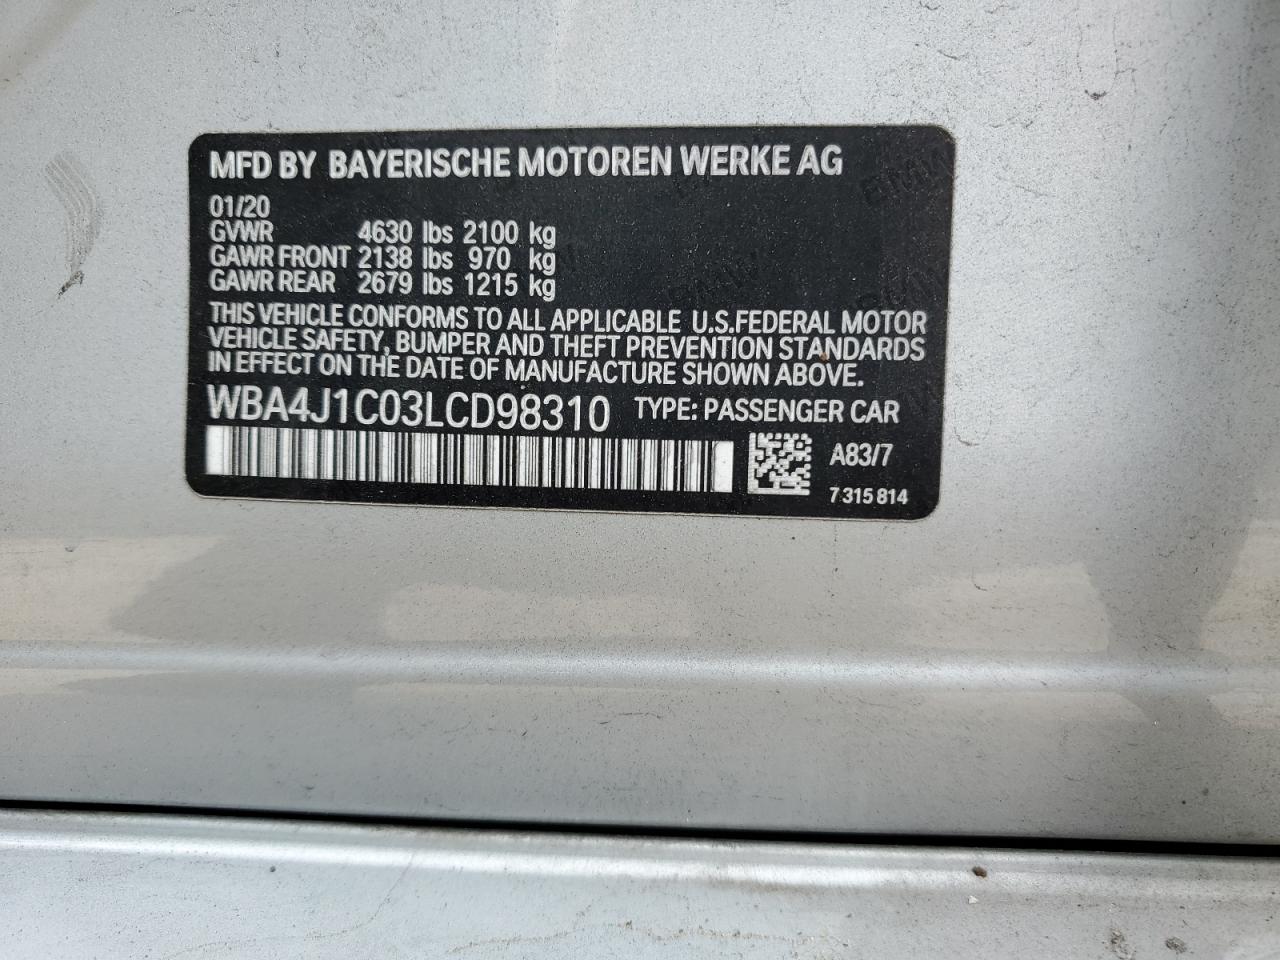 MFD BY BAYERISCHE MOTOREN WERKE AG
01/20
GVWR 4630 lbs 2100 kg
GAWR FRONT 2138 lbs 970 kg
GAWR REAR 2679 lbs 1215 kg
THIS VEHICLE CONFORMS TO ALL APPLICABLE U.S.FEDERAL MOTOR
VEHICLE SAFETY, BUMPER AND THEFT PREVENTION STANDARDS
IN EFFECT ON THE DATE OF MANUFACTURE SHOWN ABOVE.
WBA4J1C03LCD98310 TYPE: PASSENGER CAR
A83/7
7 315 814